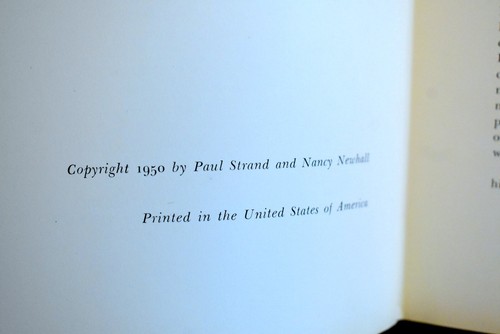 Copyright 1950 by Paul Strand and Nancy Newhall
Printed in the United States of America